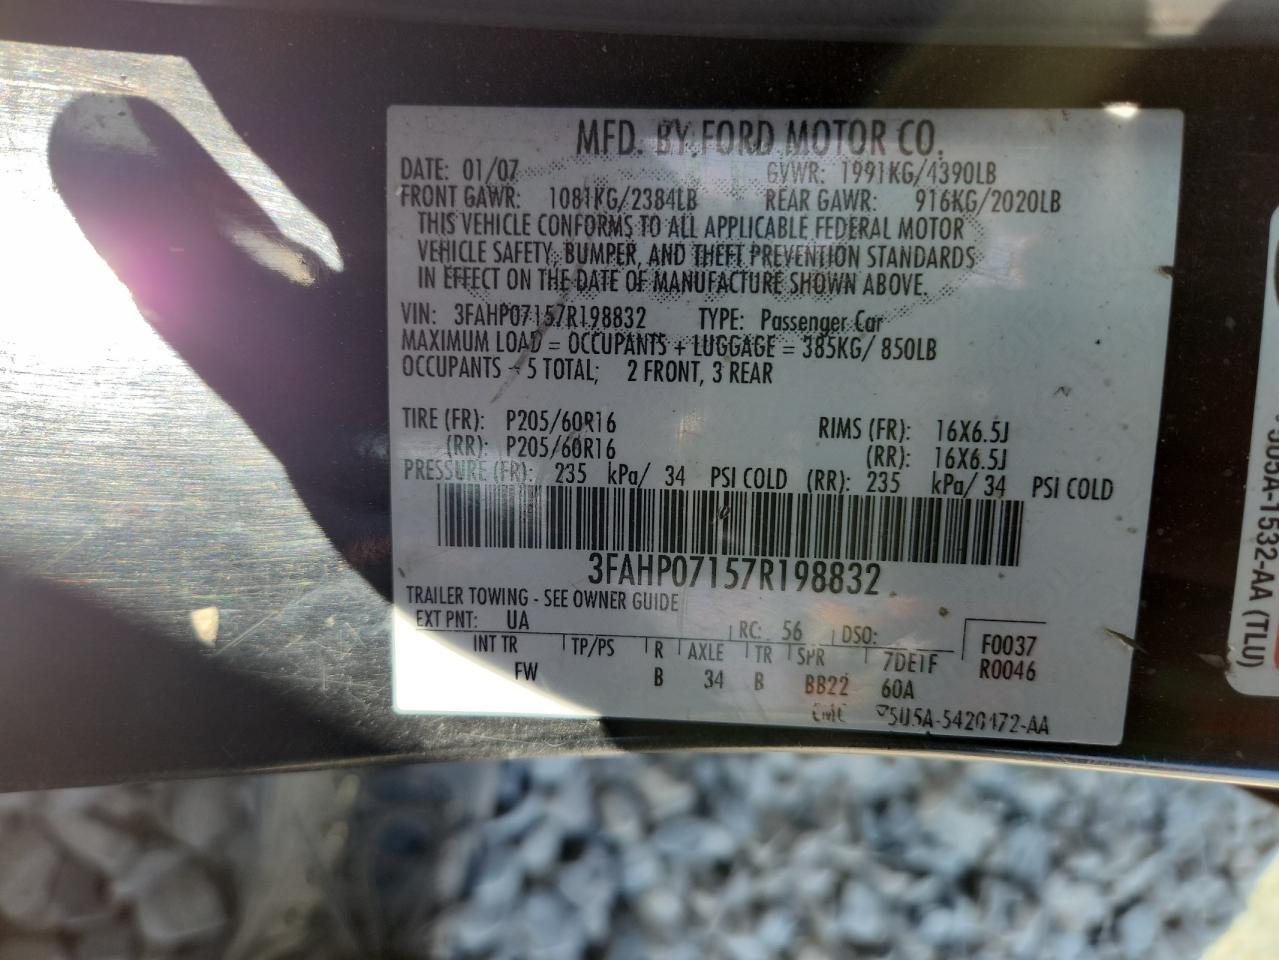 MFD. BY FORD MOTOR CO.
DATE: 01/07 GVWR: 1991KG/4390LB
FRONT GAWR: 1081KG/2384LB REAR GAWR: 916KG/2020LB
THIS VEHICLE CONFORMS TO ALL APPLICABLE FEDERAL MOTOR
VEHICLE SAFETY, BUMPER, AND THEFT PREVENTION STANDARDS
IN EFFECT ON THE DATE OF MANUFACTURE SHOWN ABOVE.
VIN: 3FAHP07157R198832 TYPE: Passenger Car
MAXIMUM LOAD = OCCUPANTS + LUGGAGE = 385KG/ 850LB
OCCUPANTS - 5 TOTAL; 2 FRONT, 3 REAR
TIRE (FR): P205/60R16 RIMS (FR): 16X6.5J
(RR): P205/60R16 (RR): 16X6.5J
PRESSURE (FR): 235 kPa/ 34 PSI COLD (RR): 235 kPa/ 34 PSI COLD
3FAHP07157R198832
TRAILER TOWING - SEE OWNER GUIDE
EXT PNT: UA RC: 56 DSO: F0037
INT TR TP/PS R AXLE TR SPR 7DE1F R0046
FW B 34 B BB22 60A
5U5A-5420472-AA
1532-AA (TLU)